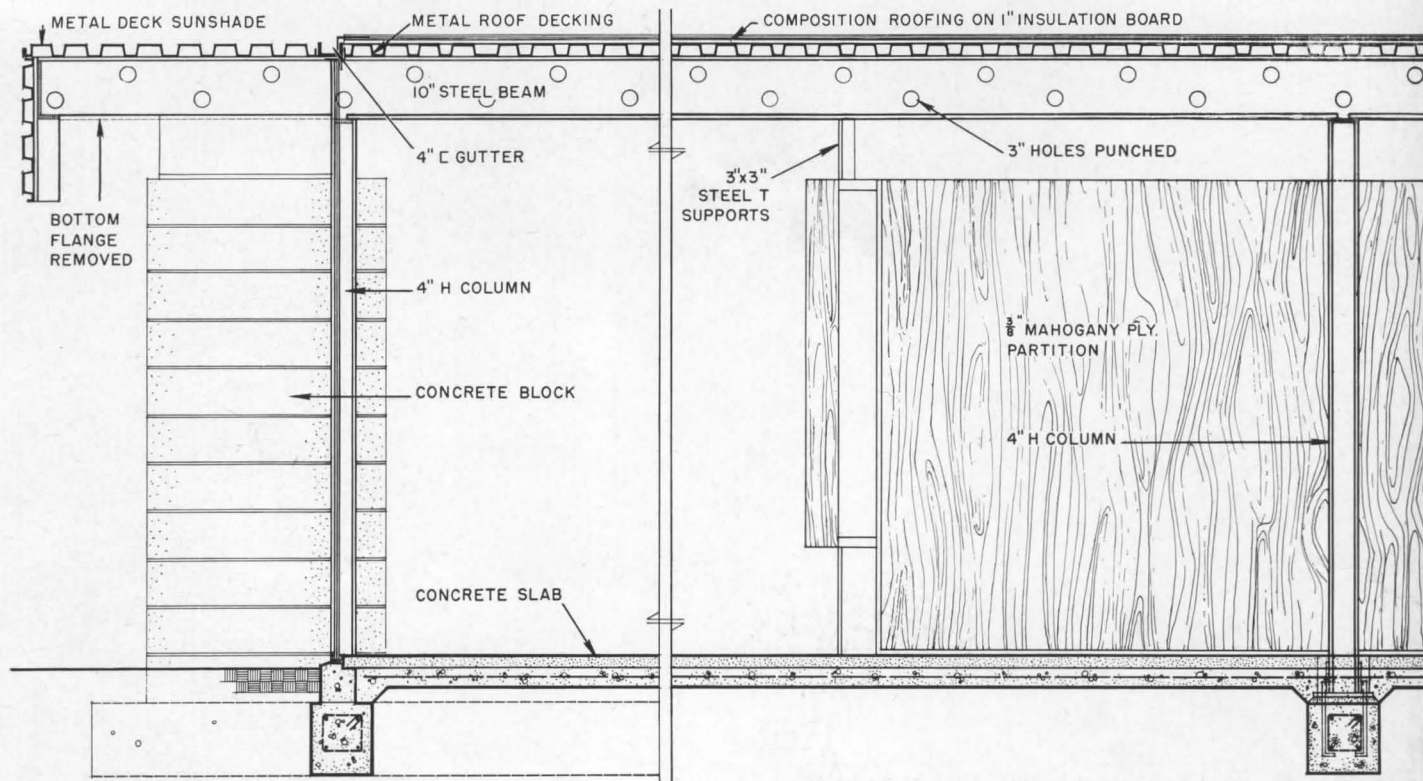 METAL DECK SUNSHADE
METAL ROOF DECKING
COMPOSITION ROOFING ON 1" INSULATION BOARD
10" STEEL BEAM
4" [ GUTTER
3" HOLES PUNCHED
3"x3"
STEEL T
SUPPORTS
BOTTOM
FLANGE
REMOVED
4" H COLUMN
3/8" MAHOGANY PLY.
PARTITION
CONCRETE BLOCK
4" H COLUMN
CONCRETE SLAB